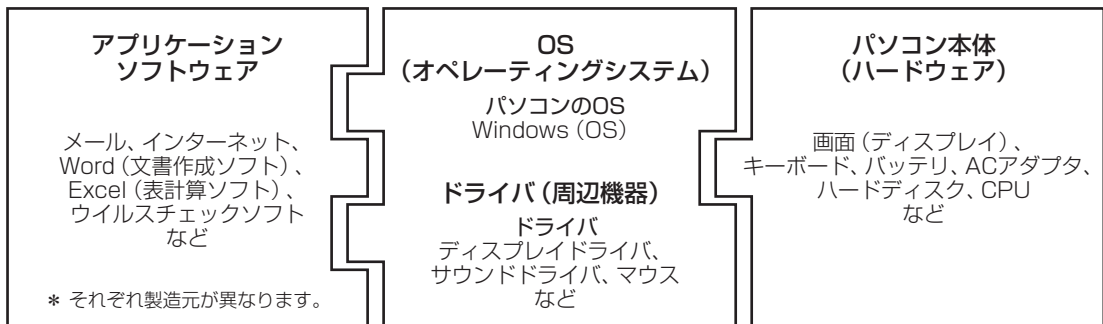 アプリケーション
ソフトウェア
メール、インターネット、
Word（文書作成ソフト）、
Excel（表計算ソフト）、
ウイルスチェックソフト
など
* それぞれ製造元が異なります。
OS
（オペレーティングシステム）
パソコンのOS
Windows（OS）
ドライバ（周辺機器）
ドライバ
ディスプレイドライバ、
サウンドドライバ、マウス
など
パソコン本体
（ハードウェア）
画面（ディスプレイ）、
キーボード、バッテリ、ACアダプタ、
ハードディスク、CPU
など